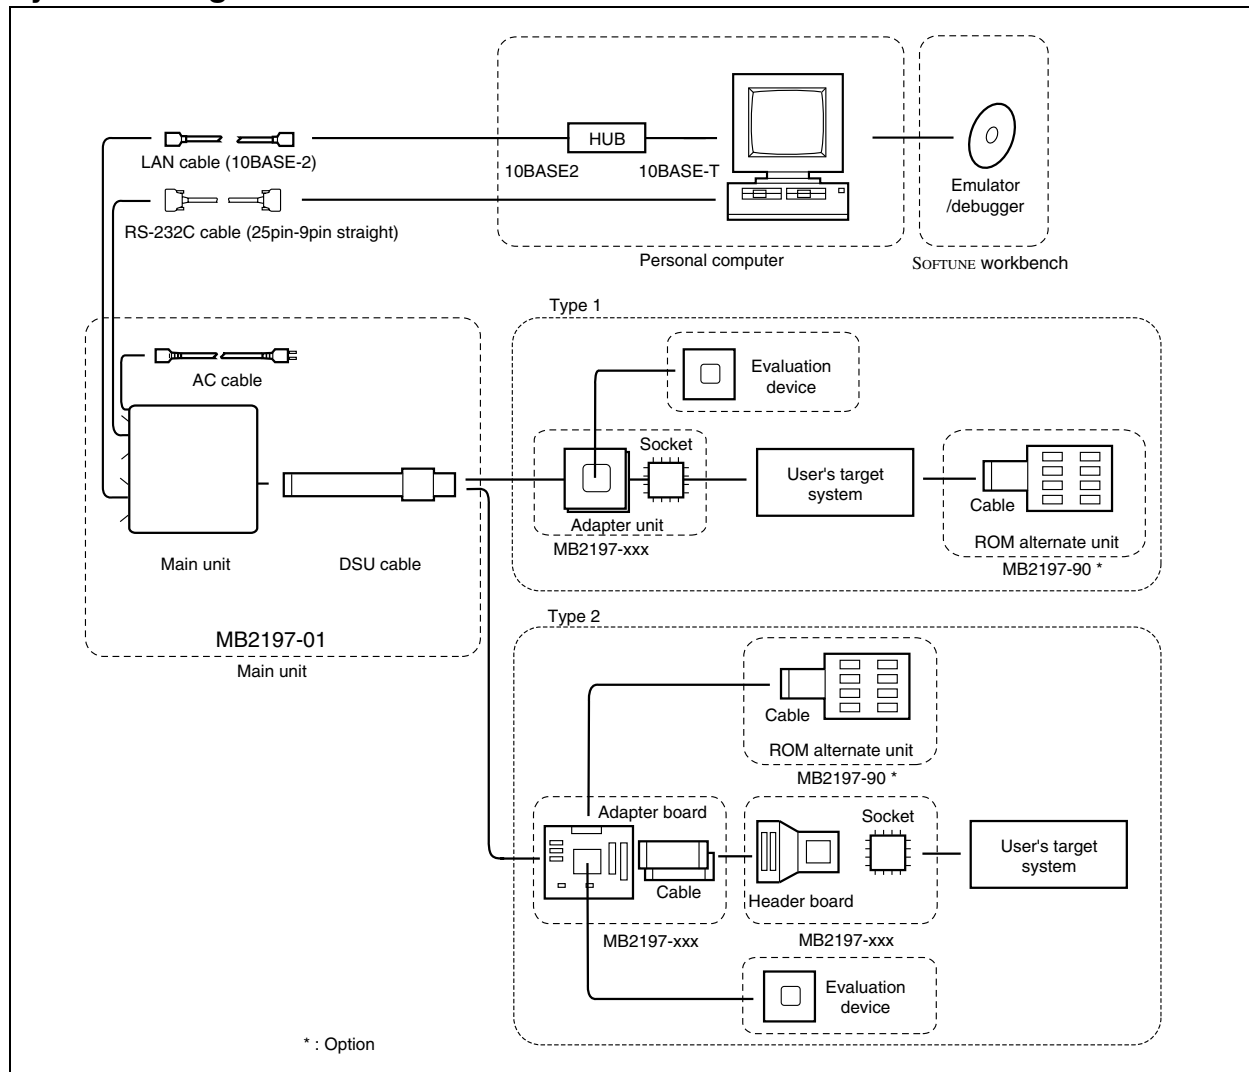 HUB
LAN cable (10BASE-2)
10BASE2
10BASE-T
Emulator
/debugger
RS-232C cable (25pin-9pin straight)
Personal computer
SOFTUNE workbench
Type 1
AC cable
Evaluation
device
Socket
User's target
system
Cable
Adapter unit
MB2197-xxx
ROM alternate unit
MB2197-90 *
Main unit
DSU cable
MB2197-01
Main unit
Type 2
Cable
ROM alternate unit
MB2197-90 *
Adapter board
Socket
User's target
system
Cable
Header board
MB2197-xxx
MB2197-xxx
Evaluation
device
* : Option